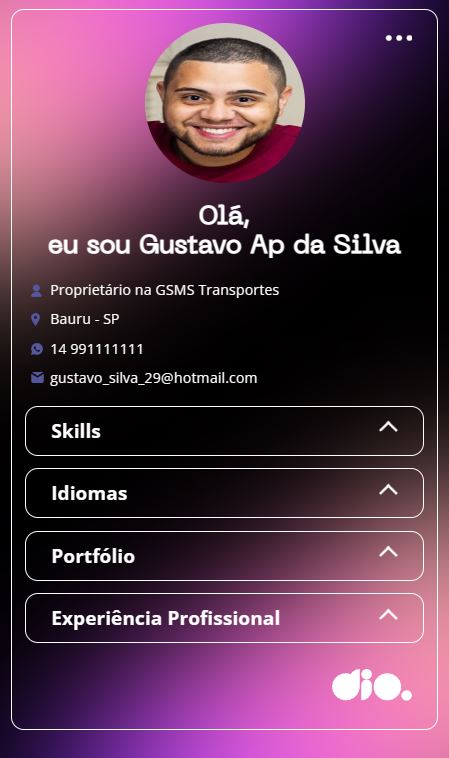 Olá,
eu sou Gustavo Ap da Silva
Proprietário na GSMS Transportes
Bauru - SP
14 991111111
gustavo_silva_29@hotmail.com
Skills
Idiomas
Portfólio
Experiência Profissional
dio.